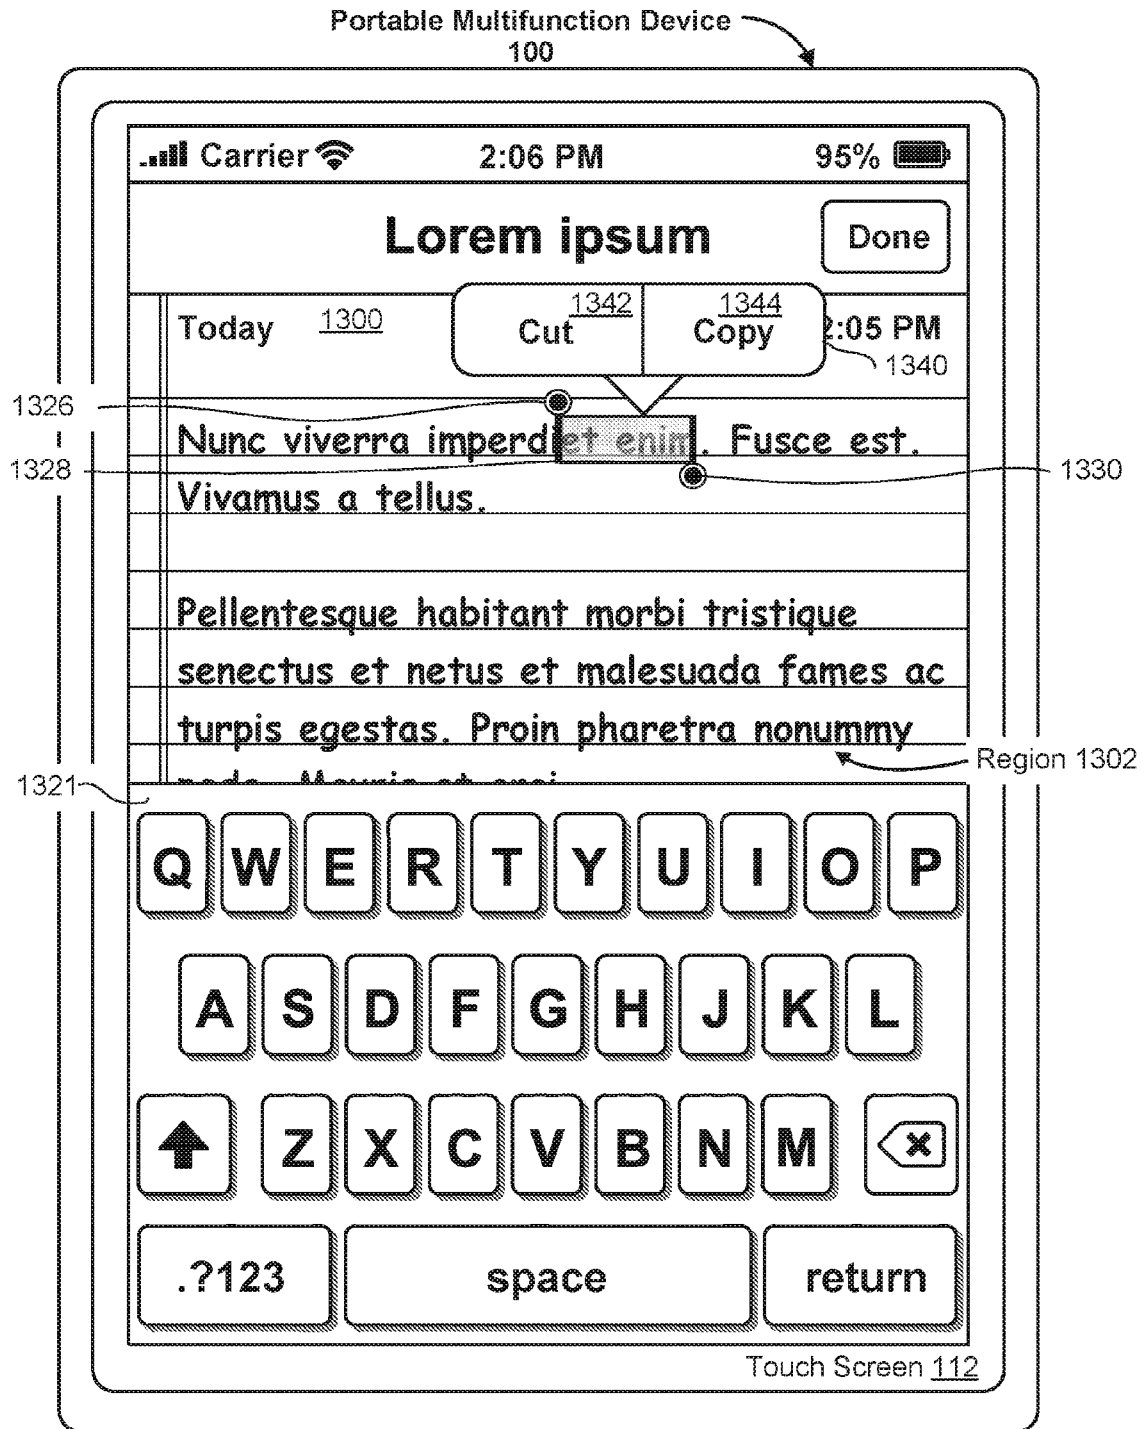 Portable Multifunction Device
100
Carrier 2:06 PM 95%
Lorem ipsum Done
1342 1344
Today 1300 Cut Copy 2:05 PM
1340
1326
Nunc viverra imperdiet enim. Fusce est.
1328 1330
Vivamus a tellus.
Pellentesque habitant morbi tristique
senectus et netus et malesuada fames ac
turpis egestas. Proin pharetra nonummy
Region 1302
1321
Q W E R T Y U I O P
A S D F G H J K L
Z X C V B N M
.?123 space return
Touch Screen 112